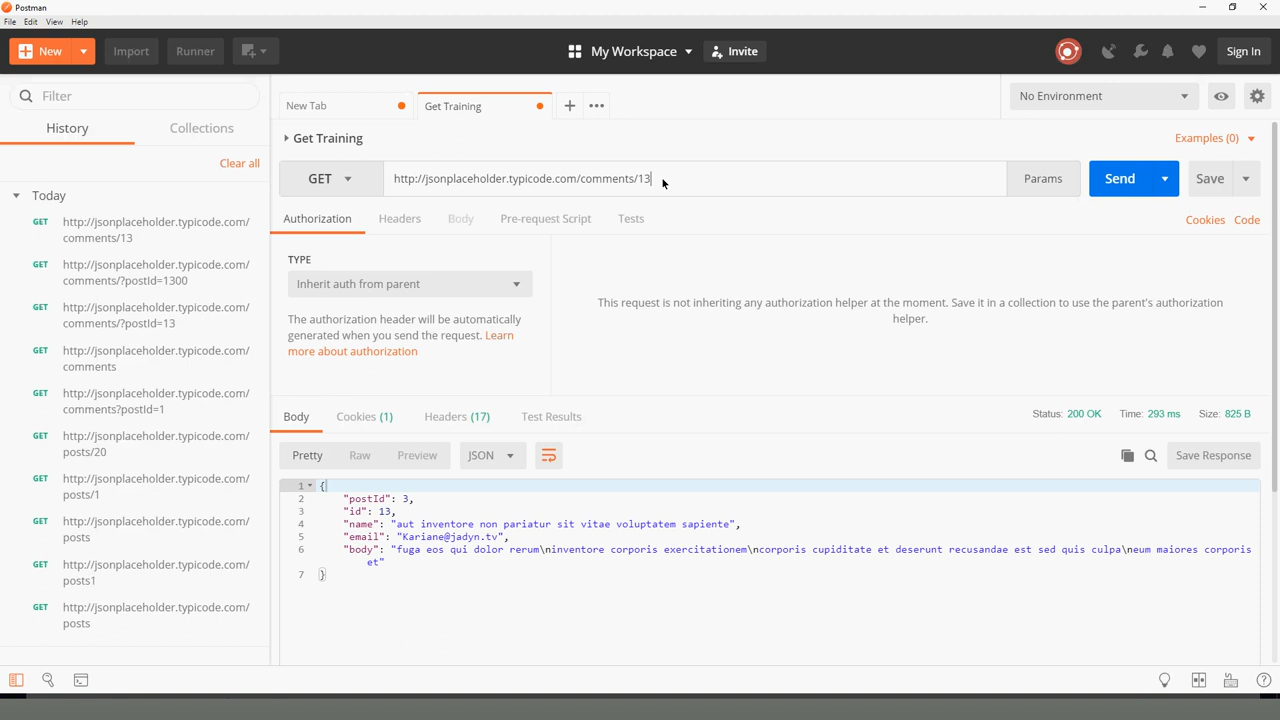 Postman
File Edit View Help
New Import Runner My Workspace Invite Sign In
Filter
History Collections
Clear all
Today
GET http://jsonplaceholder.typicode.com/
comments/13
GET http://jsonplaceholder.typicode.com/
comments/?postId=1300
GET http://jsonplaceholder.typicode.com/
comments/?postId=13
GET http://jsonplaceholder.typicode.com/
comments
GET http://jsonplaceholder.typicode.com/
comments?postId=1
GET http://jsonplaceholder.typicode.com/
posts/20
GET http://jsonplaceholder.typicode.com/
posts/1
GET http://jsonplaceholder.typicode.com/
posts
GET http://jsonplaceholder.typicode.com/
posts1
GET http://jsonplaceholder.typicode.com/
posts
New Tab Get Training No Environment
Get Training Examples (0)
GET http://jsonplaceholder.typicode.com/comments/13 Params Send Save
Authorization Headers Body Pre-request Script Tests Cookies Code
TYPE
Inherit auth from parent
The authorization header will be automatically
generated when you send the request. Learn
more about authorization
This request is not inheriting any authorization helper at the moment. Save it in a collection to use the parent's authorization
helper.
Body Cookies (1) Headers (17) Test Results Status: 200 OK Time: 293 ms Size: 825 B
Pretty Raw Preview JSON Save Response
1 {
2 "postId": 3,
3 "id": 13,
4 "name": "aut inventore non pariatur sit vitae voluptatem sapiente",
5 "email": "Kariane@jadyn.tv",
6 "body": "fuga eos qui dolor rerum\ninventore corporis exercitationem\ncorporis cupiditate et deserunt recusandae est sed quis culpa\neum maiores corporis
et"
7 }